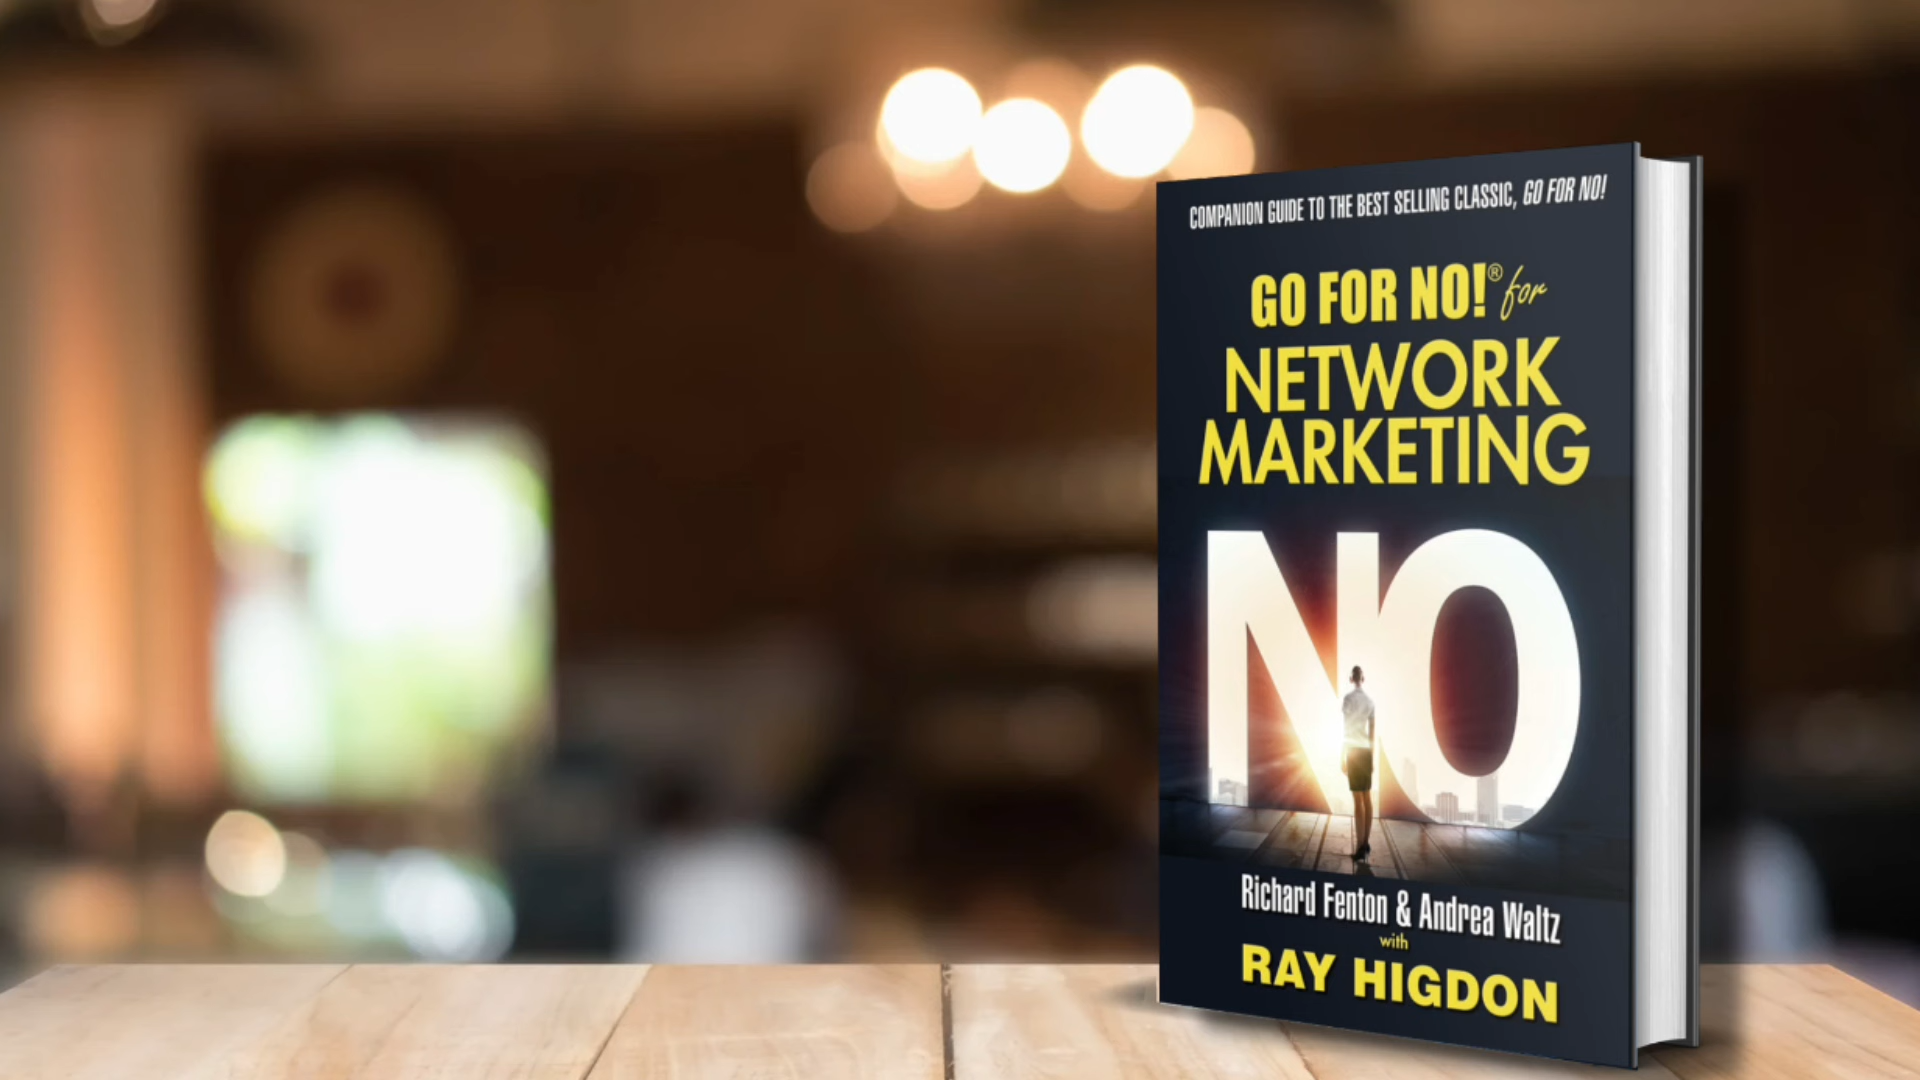 COMPANION GUIDE TO THE BEST SELLING CLASSIC, GO FOR NO!
GO FOR NO!® for
NETWORK
MARKETING
NO
Richard Fenton & Andrea Waltz
with
RAY HIGDON